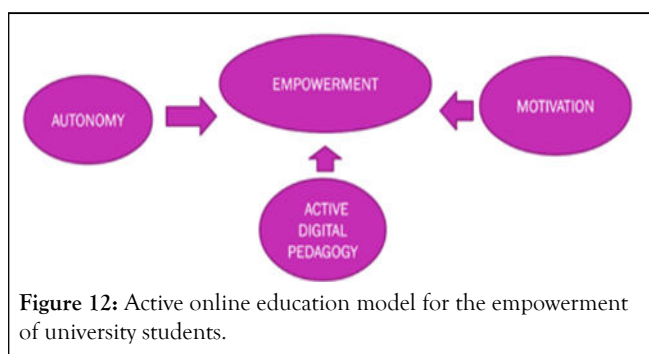 EMPOWERMENT
AUTONOMY
MOTIVATION
ACTIVE
DIGITAL
PEDAGOGY
Figure 12: Active online education model for the empowerment
of university students.